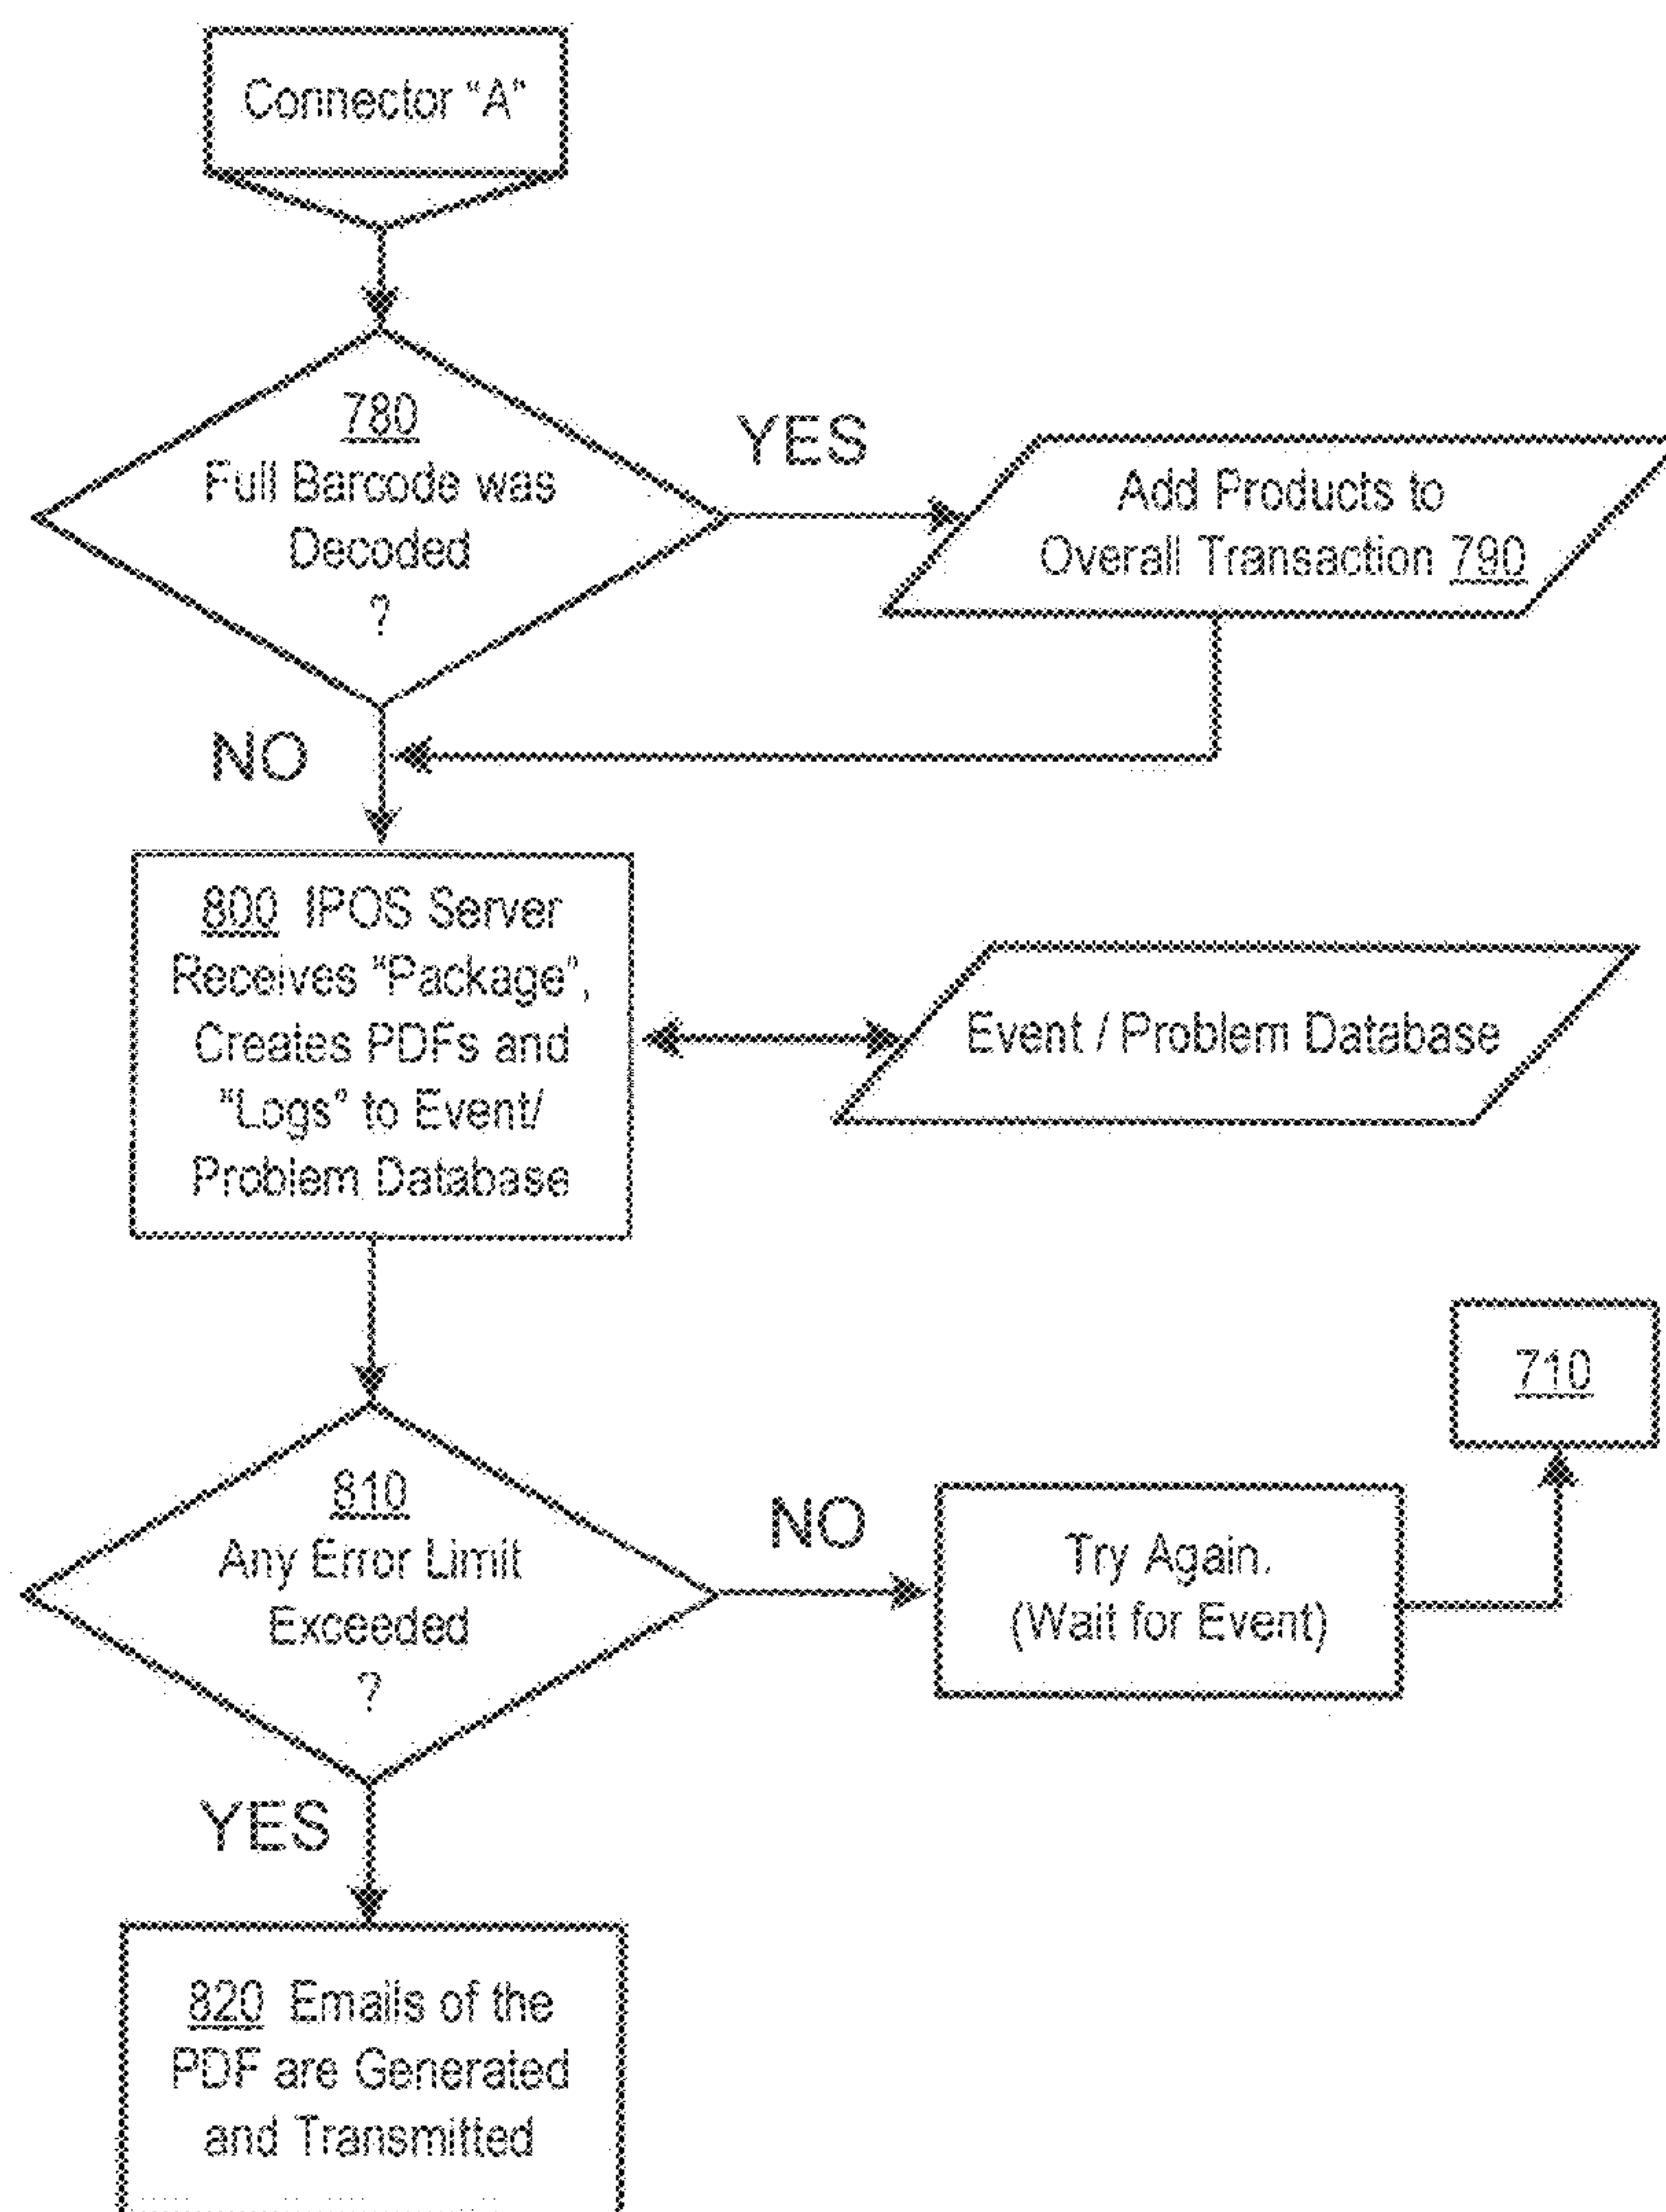 Connector "A"
780
Full Barcode was
Decoded
?
YES
Add Products to
Overall Transaction 790
NO
800 IPOS Server
Receives "Package",
Creates PDFs and
"Logs" to Event/
Problem Database
Event / Problem Database
810
Any Error Limit
Exceeded
?
NO
Try Again.
(Wait for Event)
710
YES
820 Emails of the
PDF are Generated
and Transmitted